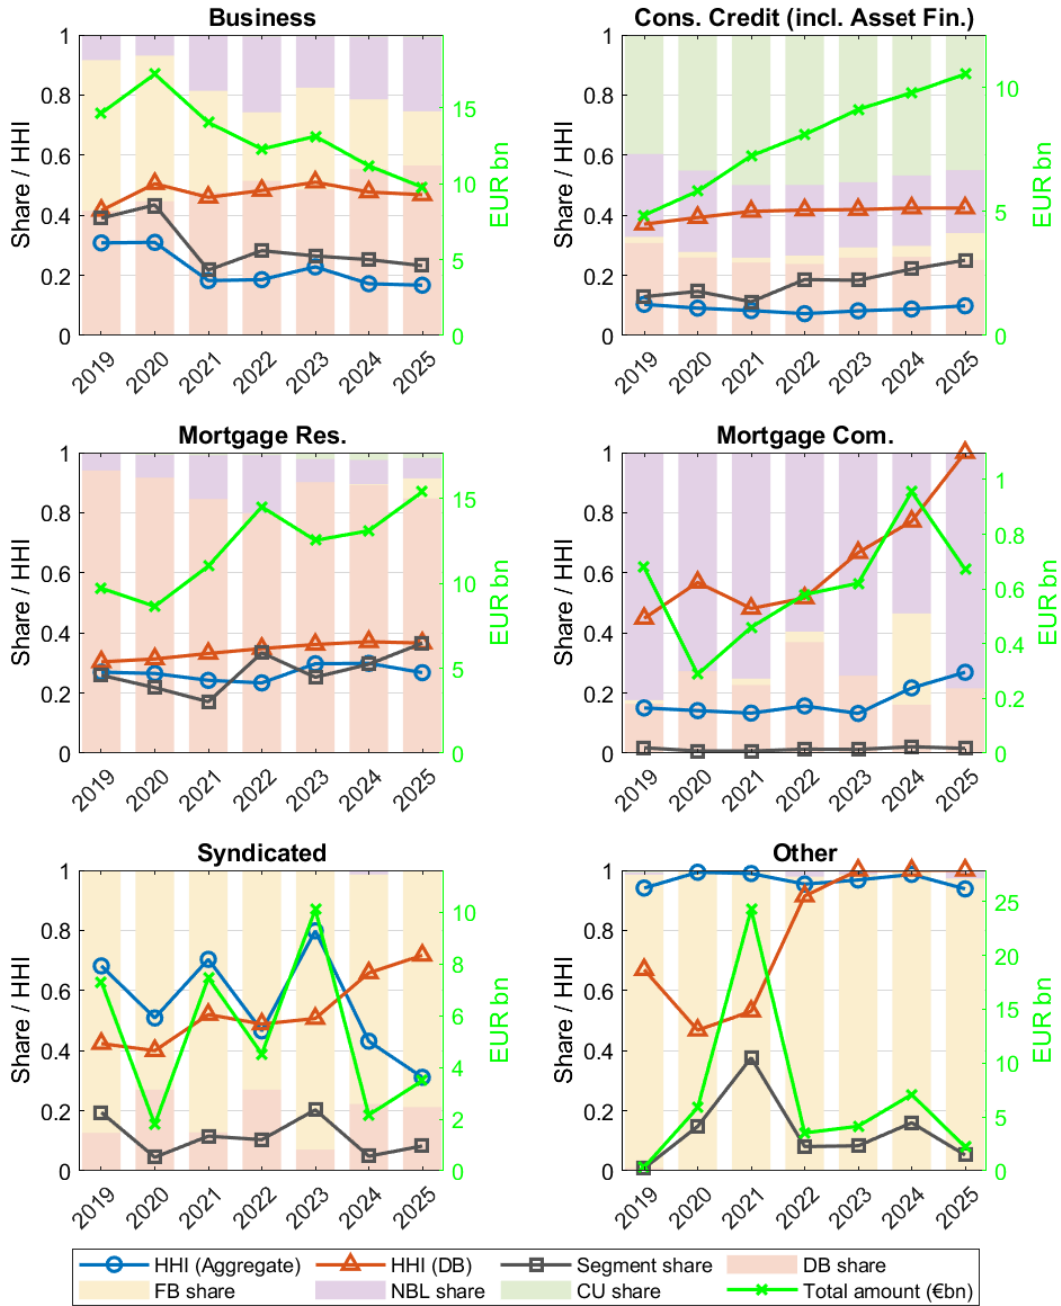 Business
Share / HHI
1
0.8
0.6
0.4
0.2
0
15
10
5
0
EUR bn
2019 2020 2021 2022 2023 2024 2025
Cons. Credit (incl. Asset Fin.)
Share / HHI
1
0.8
0.6
0.4
0.2
0
10
5
0
EUR bn
2019 2020 2021 2022 2023 2024 2025
Mortgage Res.
Share / HHI
1
0.8
0.6
0.4
0.2
0
15
10
5
0
EUR bn
2019 2020 2021 2022 2023 2024 2025
Mortgage Com.
Share / HHI
1
0.8
0.6
0.4
0.2
0
1
0.8
0.6
0.4
0.2
0
EUR bn
2019 2020 2021 2022 2023 2024 2025
Syndicated
Share / HHI
1
0.8
0.6
0.4
0.2
0
10
8
6
4
2
0
EUR bn
2019 2020 2021 2022 2023 2024 2025
Other
Share / HHI
1
0.8
0.6
0.4
0.2
0
25
20
15
10
5
0
EUR bn
2019 2020 2021 2022 2023 2024 2025
HHI (Aggregate) HHI (DB) Segment share DB share
FB share NBL share CU share Total amount (€bn)